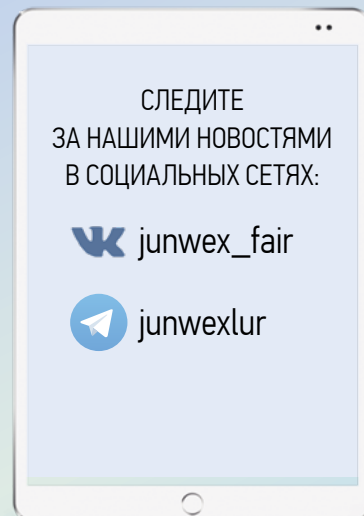 СЛЕДИТЕ
ЗА НАШИМИ НОВОСТЯМИ
В СОЦИАЛЬНЫХ СЕТЯХ:
junwex_fair
junwexlur